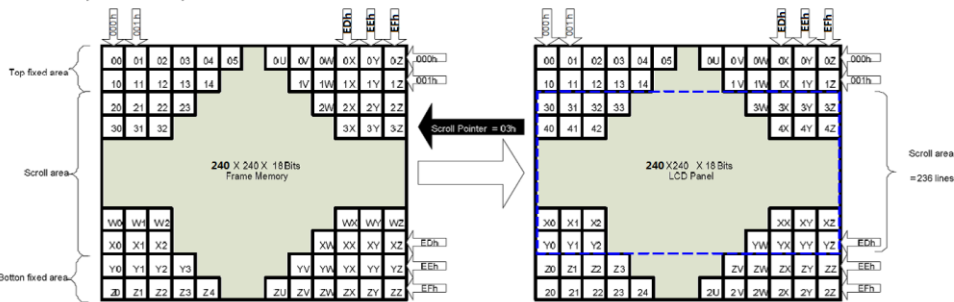 000h 001h EDh EEh EFh 000h 001h EDh EEh EFh
00 01 02 03 04 05 0U 0V 0W 0X 0Y 0Z 000h 00 01 02 03 04 05 0U 0V 0W 0X 0Y 0Z 000h
Top fixed area
10 11 12 13 14 1V 1W 1X 1Y 1Z 001h 10 11 12 13 14 1V 1W 1X 1Y 1Z 001h
20 21 22 23 2W 2X 2Y 2Z 30 31 32 33 3W 3X 3Y 3Z
30 31 32 3X 3Y 3Z Scroll Pointer = 03h 40 41 42 4X 4Y 4Z
Scroll area
240 X 240 X 18Bits
Frame Memory
240 X240 X 18Bits
LCD Panel
Scroll area
=236 lines
W0 W1 W2 WX WY WZ X0 X1 X2 XX XY XZ
X0 X1 X2 XW XX XY XZ EDh Y0 Y1 Y2 YW YX YY YZ EDh
Botton fixed area
Y0 Y1 Y2 Y3 YV YW YX YY YZ EEh Z0 Z1 Z2 Z3 ZV ZW ZX ZY ZZ EEh
Z0 Z1 Z2 Z3 Z4 ZU ZV ZW ZX ZY ZZ EFh 20 21 22 23 24 2U 2V 2W 2X 2Y 2Z EFh